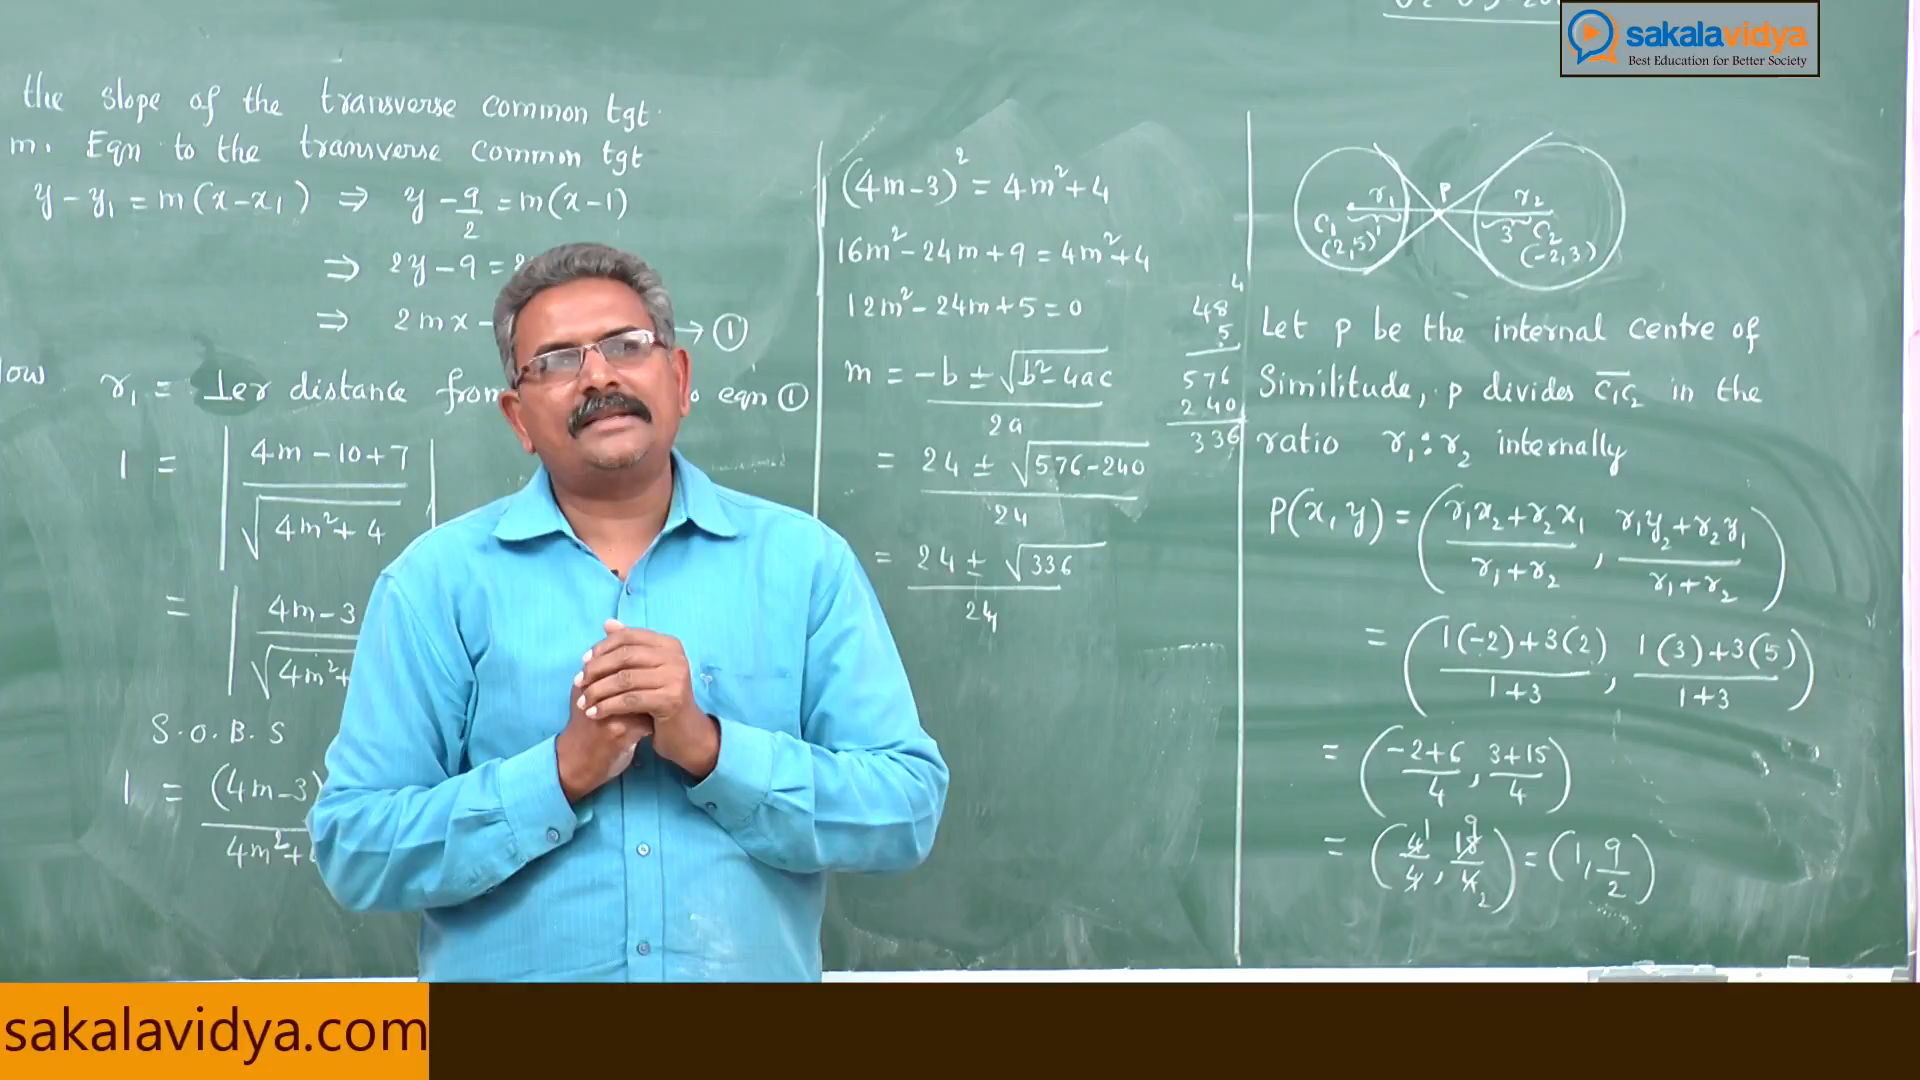 sakalavidya
Best Education for Better Society
the slope of the transverse common tgt.
m. Eqn to the transverse common tgt
y - y₁ = m(x - x₁) ⇒ y - 9/2 = m(x - 1)
⇒ 2y - 9 =
⇒ 2mx - → ①
r₁ = ⊥er distance from eqn ①
1 = |4m - 10 + 7 / √4m² + 4|
= |4m - 3 / √4m² +
S.O.B.S
1 = (4m - 3) / 4m² +
(4m - 3)² = 4m² + 4
16m² - 24m + 9 = 4m² + 4
12m² - 24m + 5 = 0
m = -b ± √b² - 4ac / 2a
= 24 ± √576 - 240 / 24
= 24 ± √336 / 24
4
48
5
576
240
336
r₁ P r₂
C₁ 1 3 C₂
(2,5) (-2,3)
Let P be the internal centre of
Similitude, P divides C₁C₂ in the
ratio r₁ : r₂ internally
P(x, y) = (r₁x₂ + r₂x₁ / r₁ + r₂, r₁y₂ + r₂y₁ / r₁ + r₂)
= (1(-2) + 3(2) / 1 + 3, 1(3) + 3(5) / 1 + 3)
= (-2 + 6 / 4, 3 + 15 / 4)
= (4/4, 18/4) = (1, 9/2)
sakalavidya.com